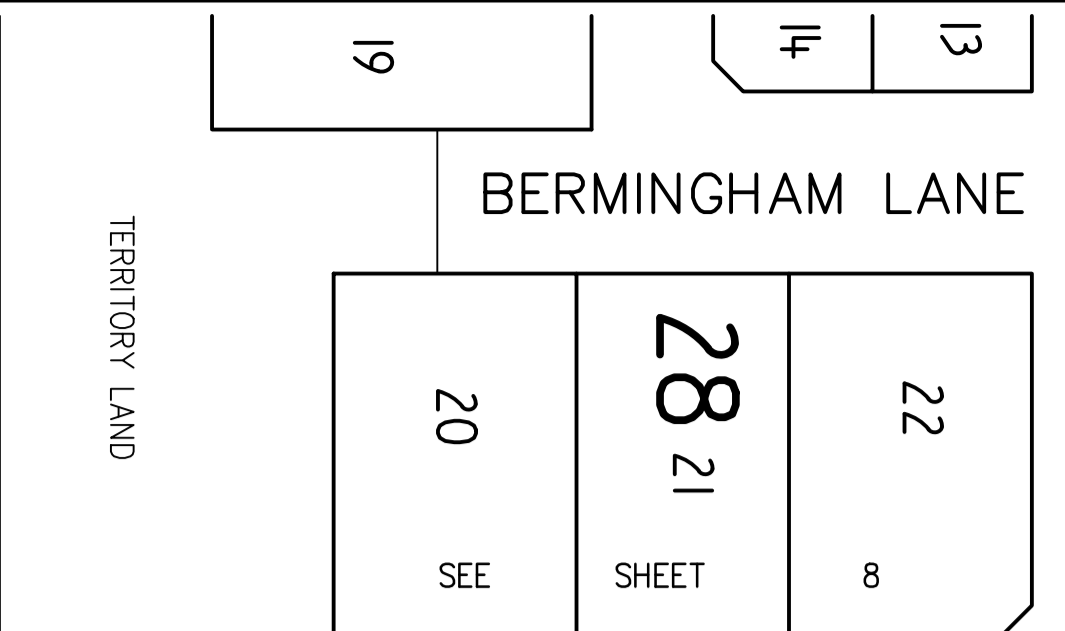 19
14
13
BERMINGHAM LANE
TERRITORY LAND
20
28
21
22
SEE SHEET 8